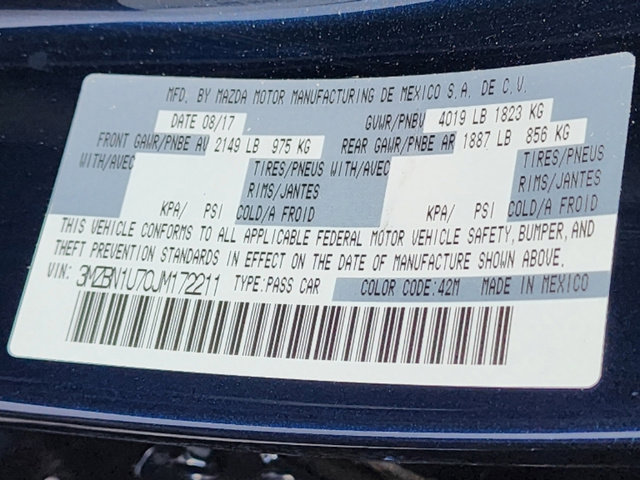 MFD. BY MAZDA MOTOR MANUFACTURING DE MEXICO S.A. DE C.V.
DATE 08/17 GVWR/PNBV 4019 LB 1823 KG
FRONT GAWR/PNBE AV 2149 LB 975 KG REAR GAWR/PNBE AR 1887 LB 856 KG
WITH/AVEC TIRES/PNEUS WITH/AVEC TIRES/PNEUS
RIMS/JANTES RIMS/JANTES
KPA/ PSI COLD/A FROID KPA/ PSI COLD/A FROID
THIS VEHICLE CONFORMS TO ALL APPLICABLE FEDERAL MOTOR VEHICLE SAFETY, BUMPER, AND
THEFT PREVENTION STANDARDS IN EFFECT ON THE DATE OF MANUFACTURE SHOWN ABOVE.
VIN: 3MZBN1U70JM172211 TYPE:PASS CAR COLOR CODE:42M MADE IN MEXICO